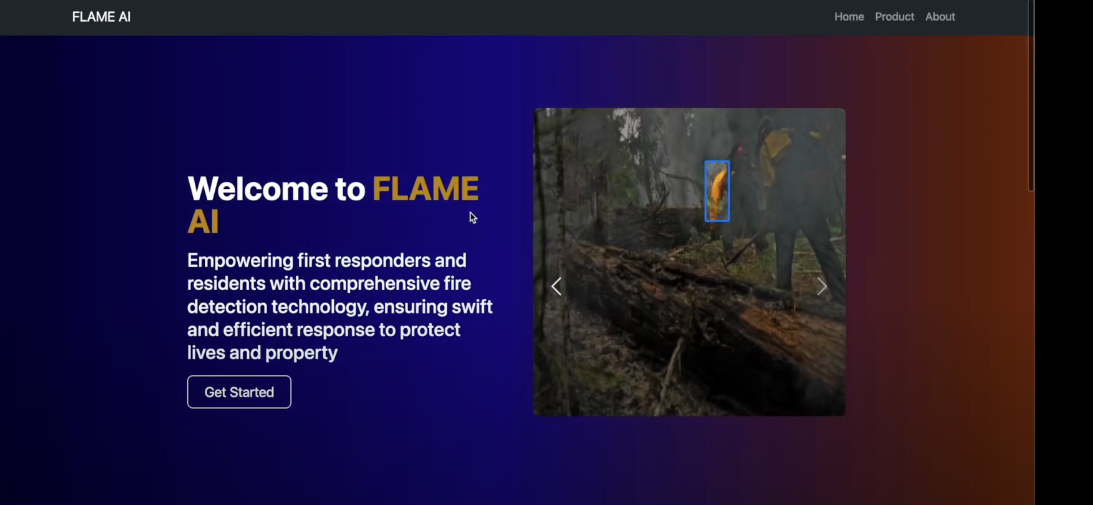 FLAME AI
Home Product About
Welcome to FLAME
AI
Empowering first responders and
residents with comprehensive fire
detection technology, ensuring swift
and efficient response to protect
lives and property
Get Started